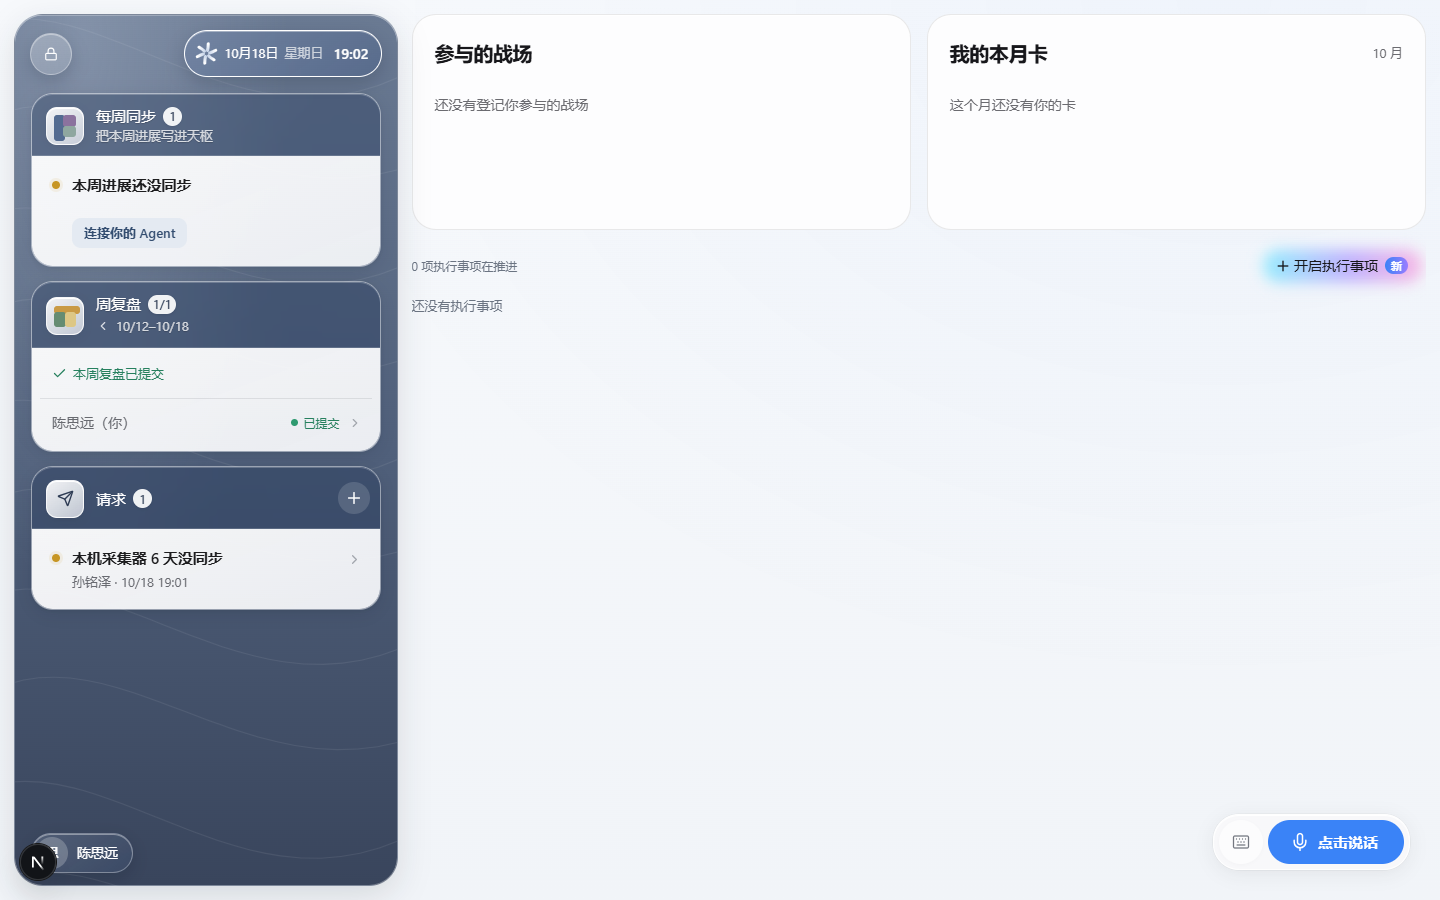 10月18日 星期日 19:02
每周同步 1
把本周进展写进天枢
本周进展还没同步
连接你的 Agent
周复盘 1/1
10/12–10/18
本周复盘已提交
陈思远（你） 已提交
请求 1
本机采集器 6 天没同步
孙铭泽 · 10/18 19:01
陈思远
N
参与的战场
还没有登记你参与的战场
我的本月卡 10 月
这个月还没有你的卡
0 项执行事项在推进
开启执行事项 新
还没有执行事项
点击说话